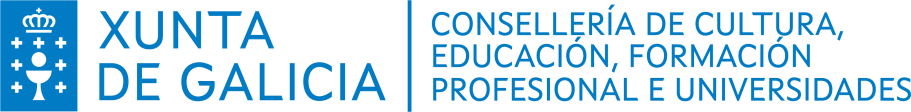 XUNTA
DE GALICIA
CONSELLERÍA DE CULTURA,
EDUCACIÓN, FORMACIÓN
PROFESIONAL E UNIVERSIDADES